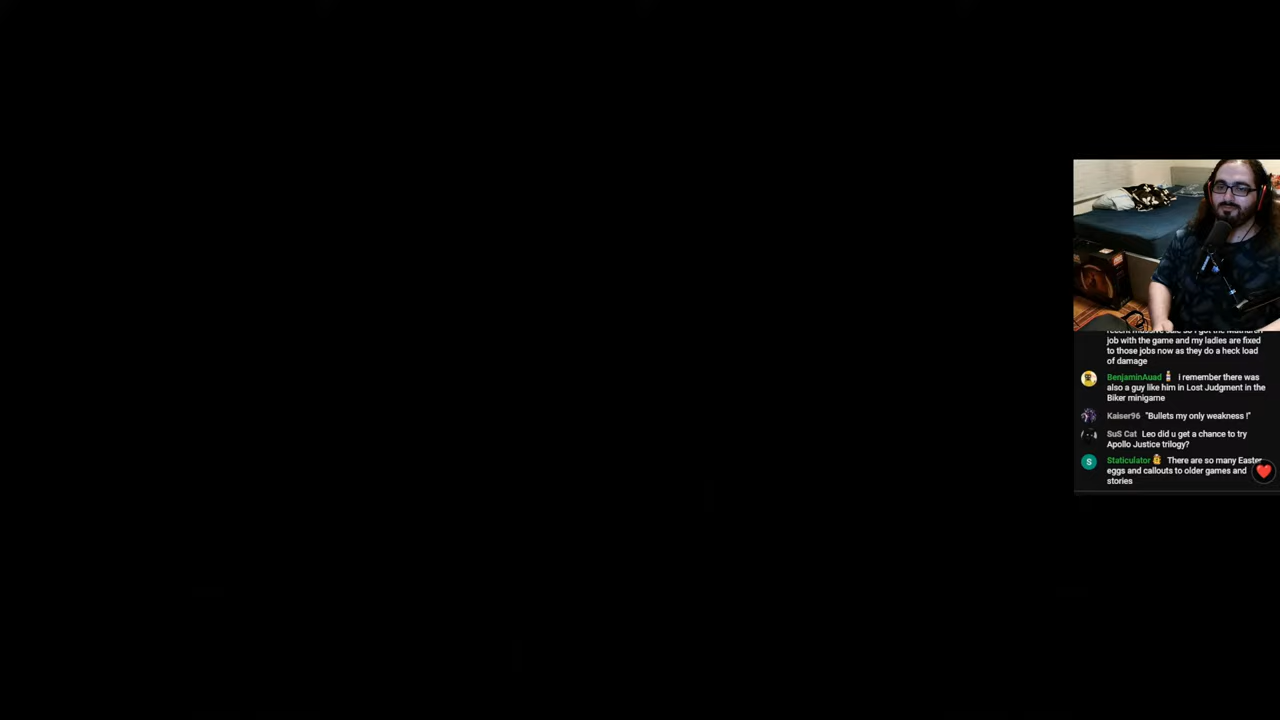 job with the game and my ladies are fixed
to those jobs now as they do a heck load
of damage
BenjaminAuad i remember there was
also a guy like him in Lost Judgment in the
Biker minigame
Kaiser96 "Bullets my only weakness !"
SuS Cat Leo did u get a chance to try
Apollo Justice trilogy?
S Staticulator There are so many Easter
eggs and callouts to older games and
stories